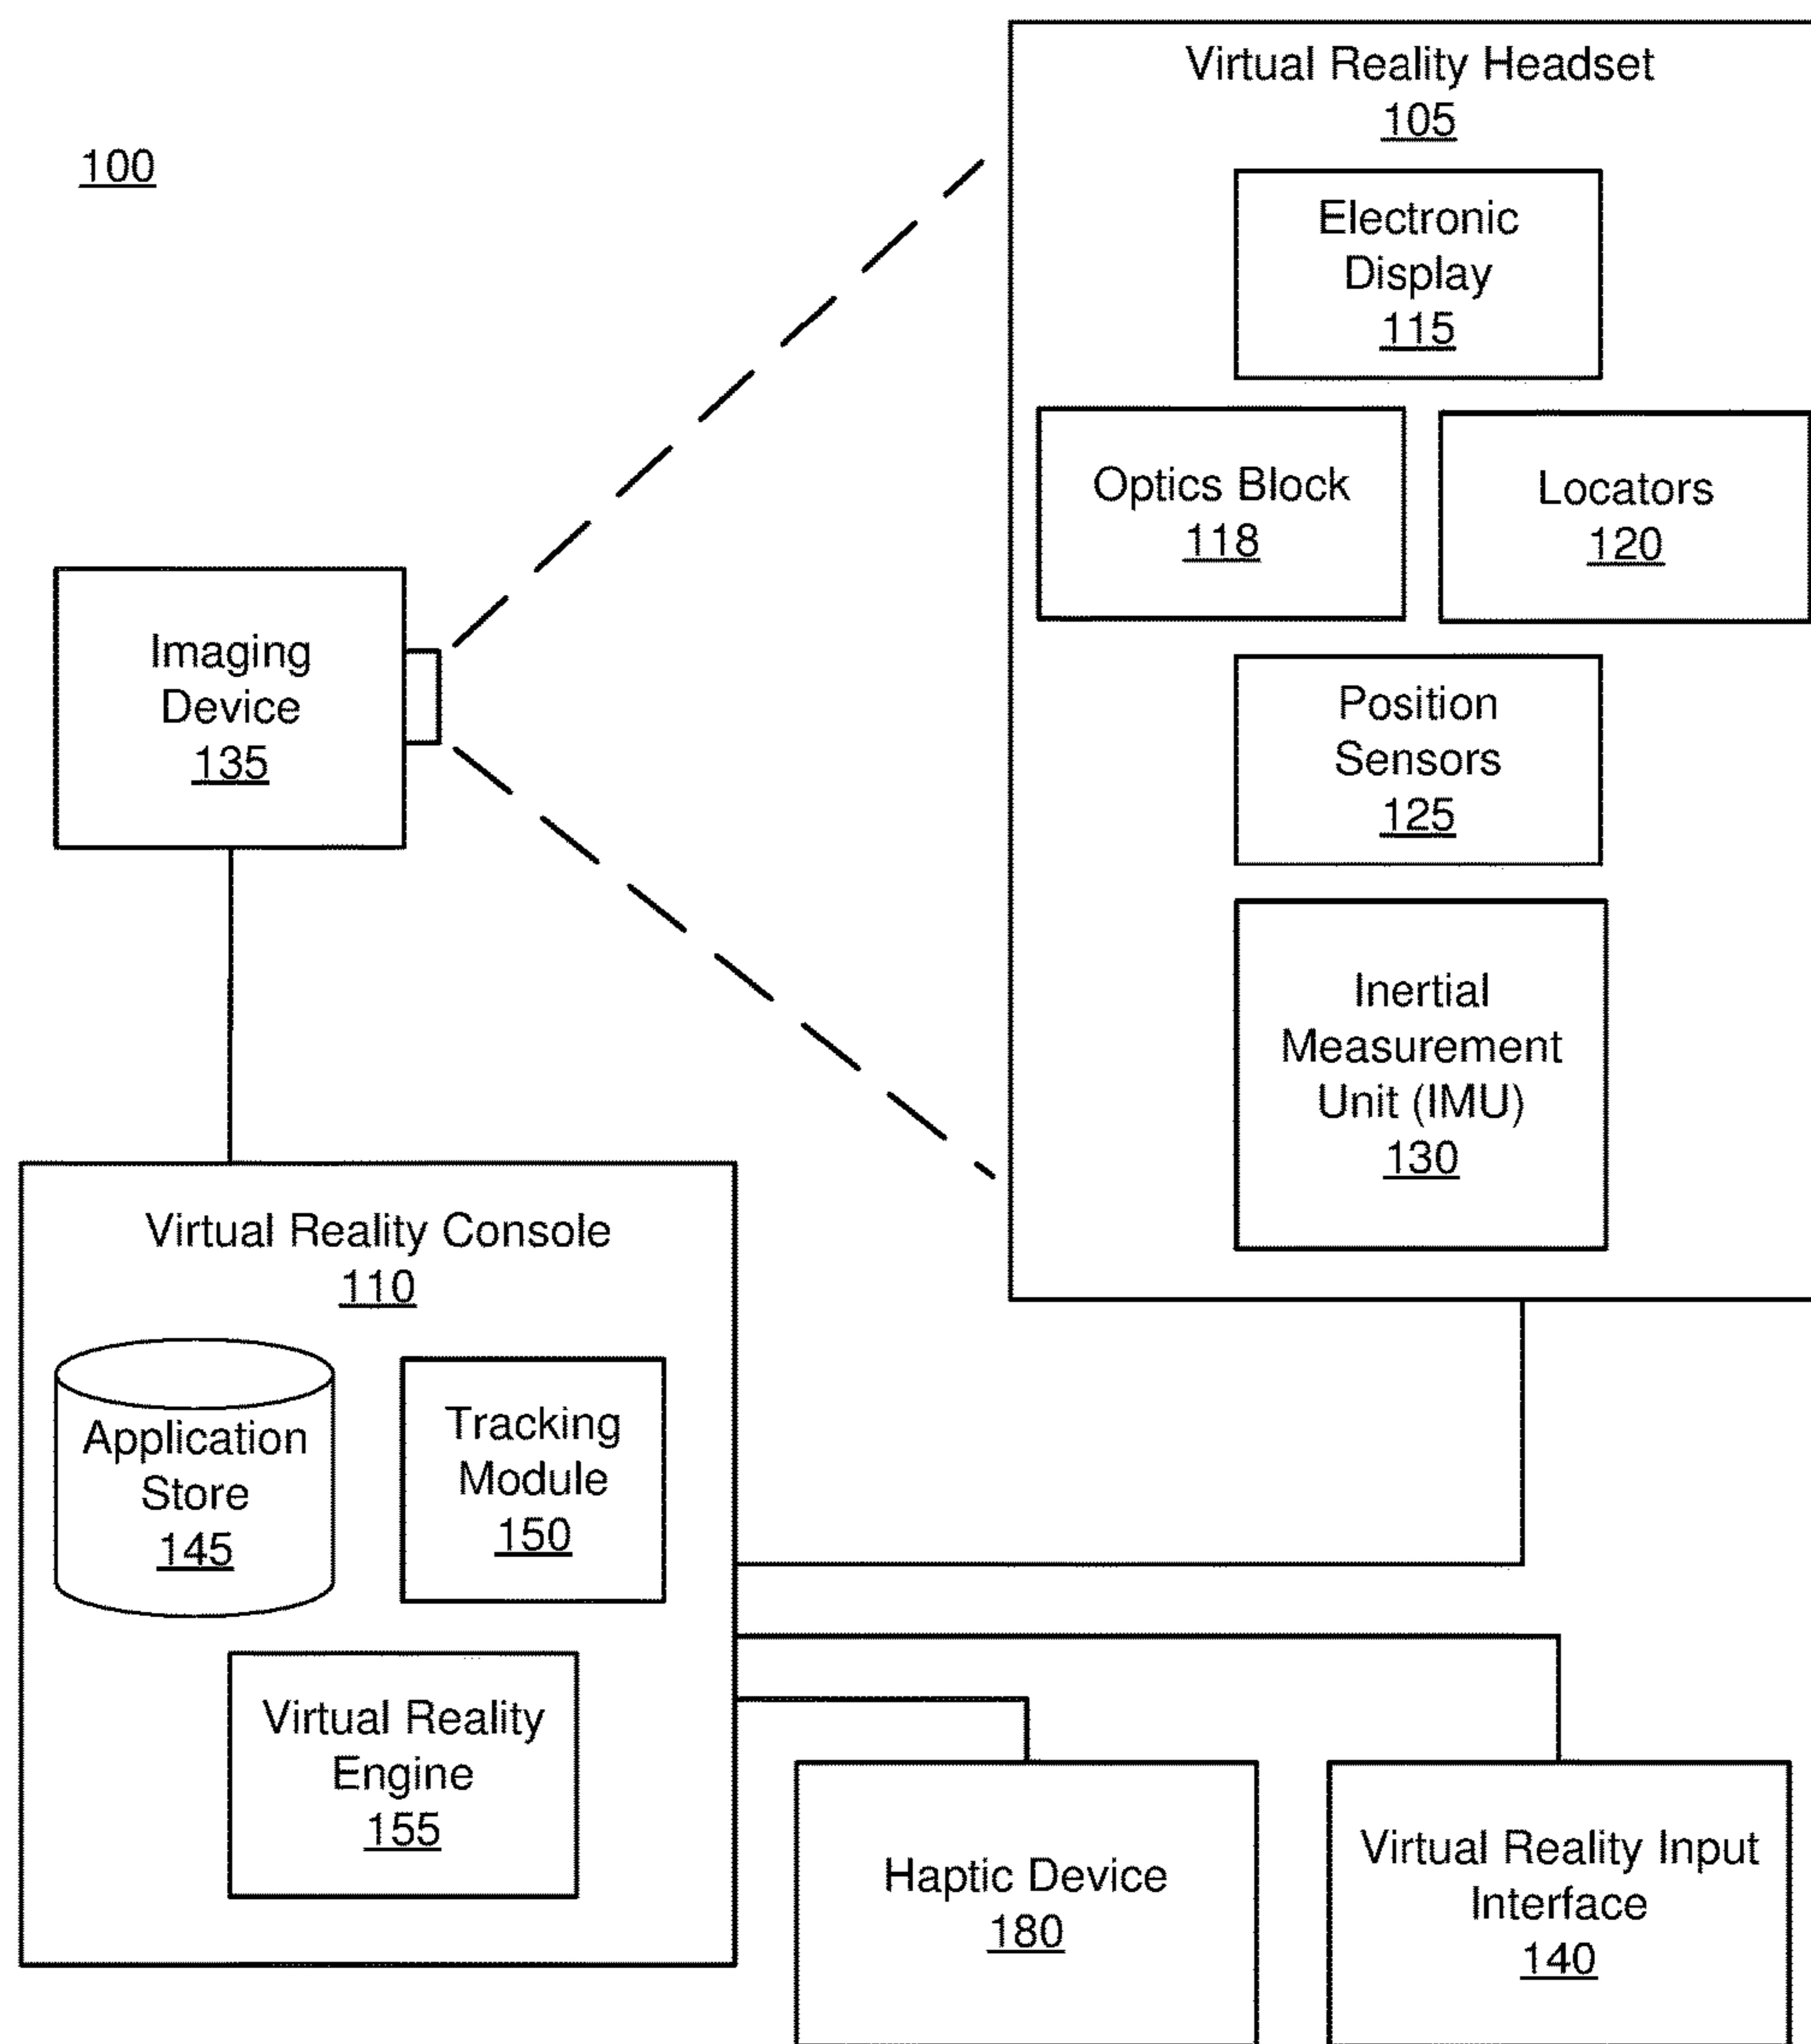 100
Virtual Reality Headset
105
Electronic
Display
115
Optics Block
118
Locators
120
Position
Sensors
125
Inertial
Measurement
Unit (IMU)
130
Imaging
Device
135
Virtual Reality Console
110
Application
Store
145
Tracking
Module
150
Virtual Reality
Engine
155
Haptic Device
180
Virtual Reality Input
Interface
140